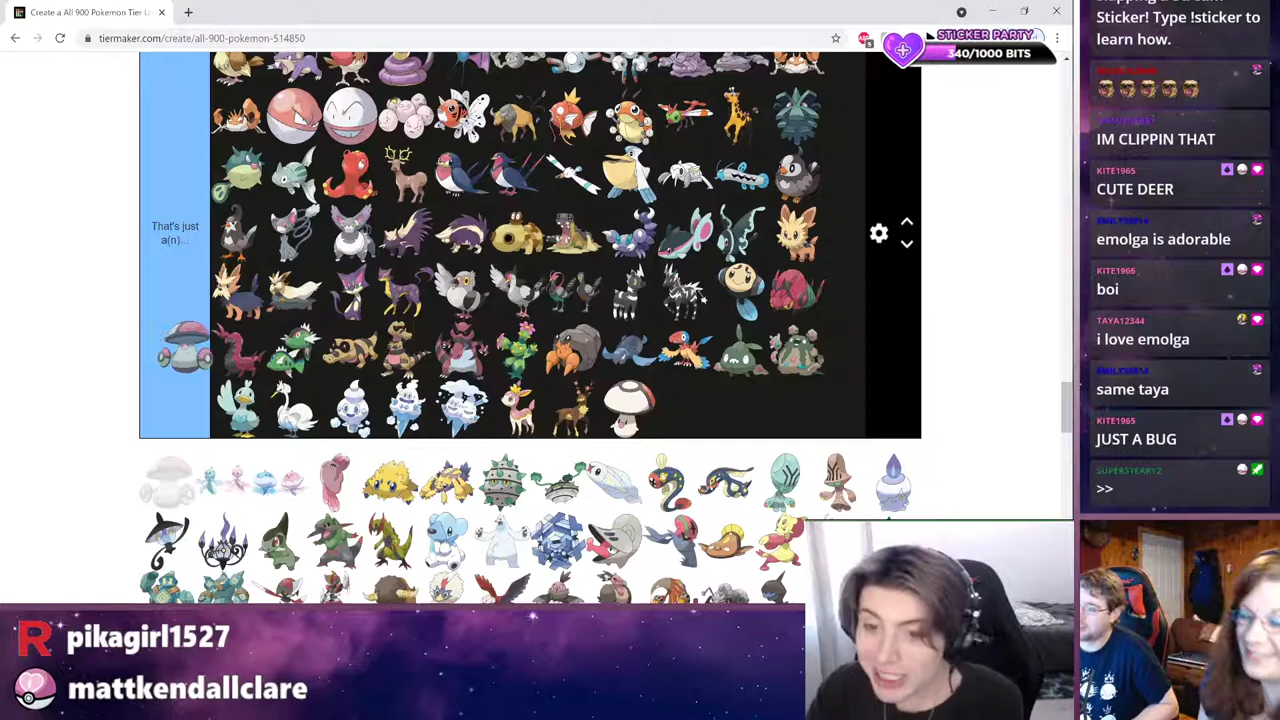 Create a All 900 Pokemon Tier L
tiermaker.com/create/all-900-pokemon-514850
STICKER PARTY
340/1000 BITS
Sticker! Type !sticker to
learn how.
IM CLIPPIN THAT
KITE1965
CUTE DEER
emolga is adorable
KITE1965
boi
TAYA12344
i love emolga
same taya
KITE1965
JUST A BUG
SUPERSTARYZ
>>
That's just
a(n)...
R pikagirl1527
mattkendallclare